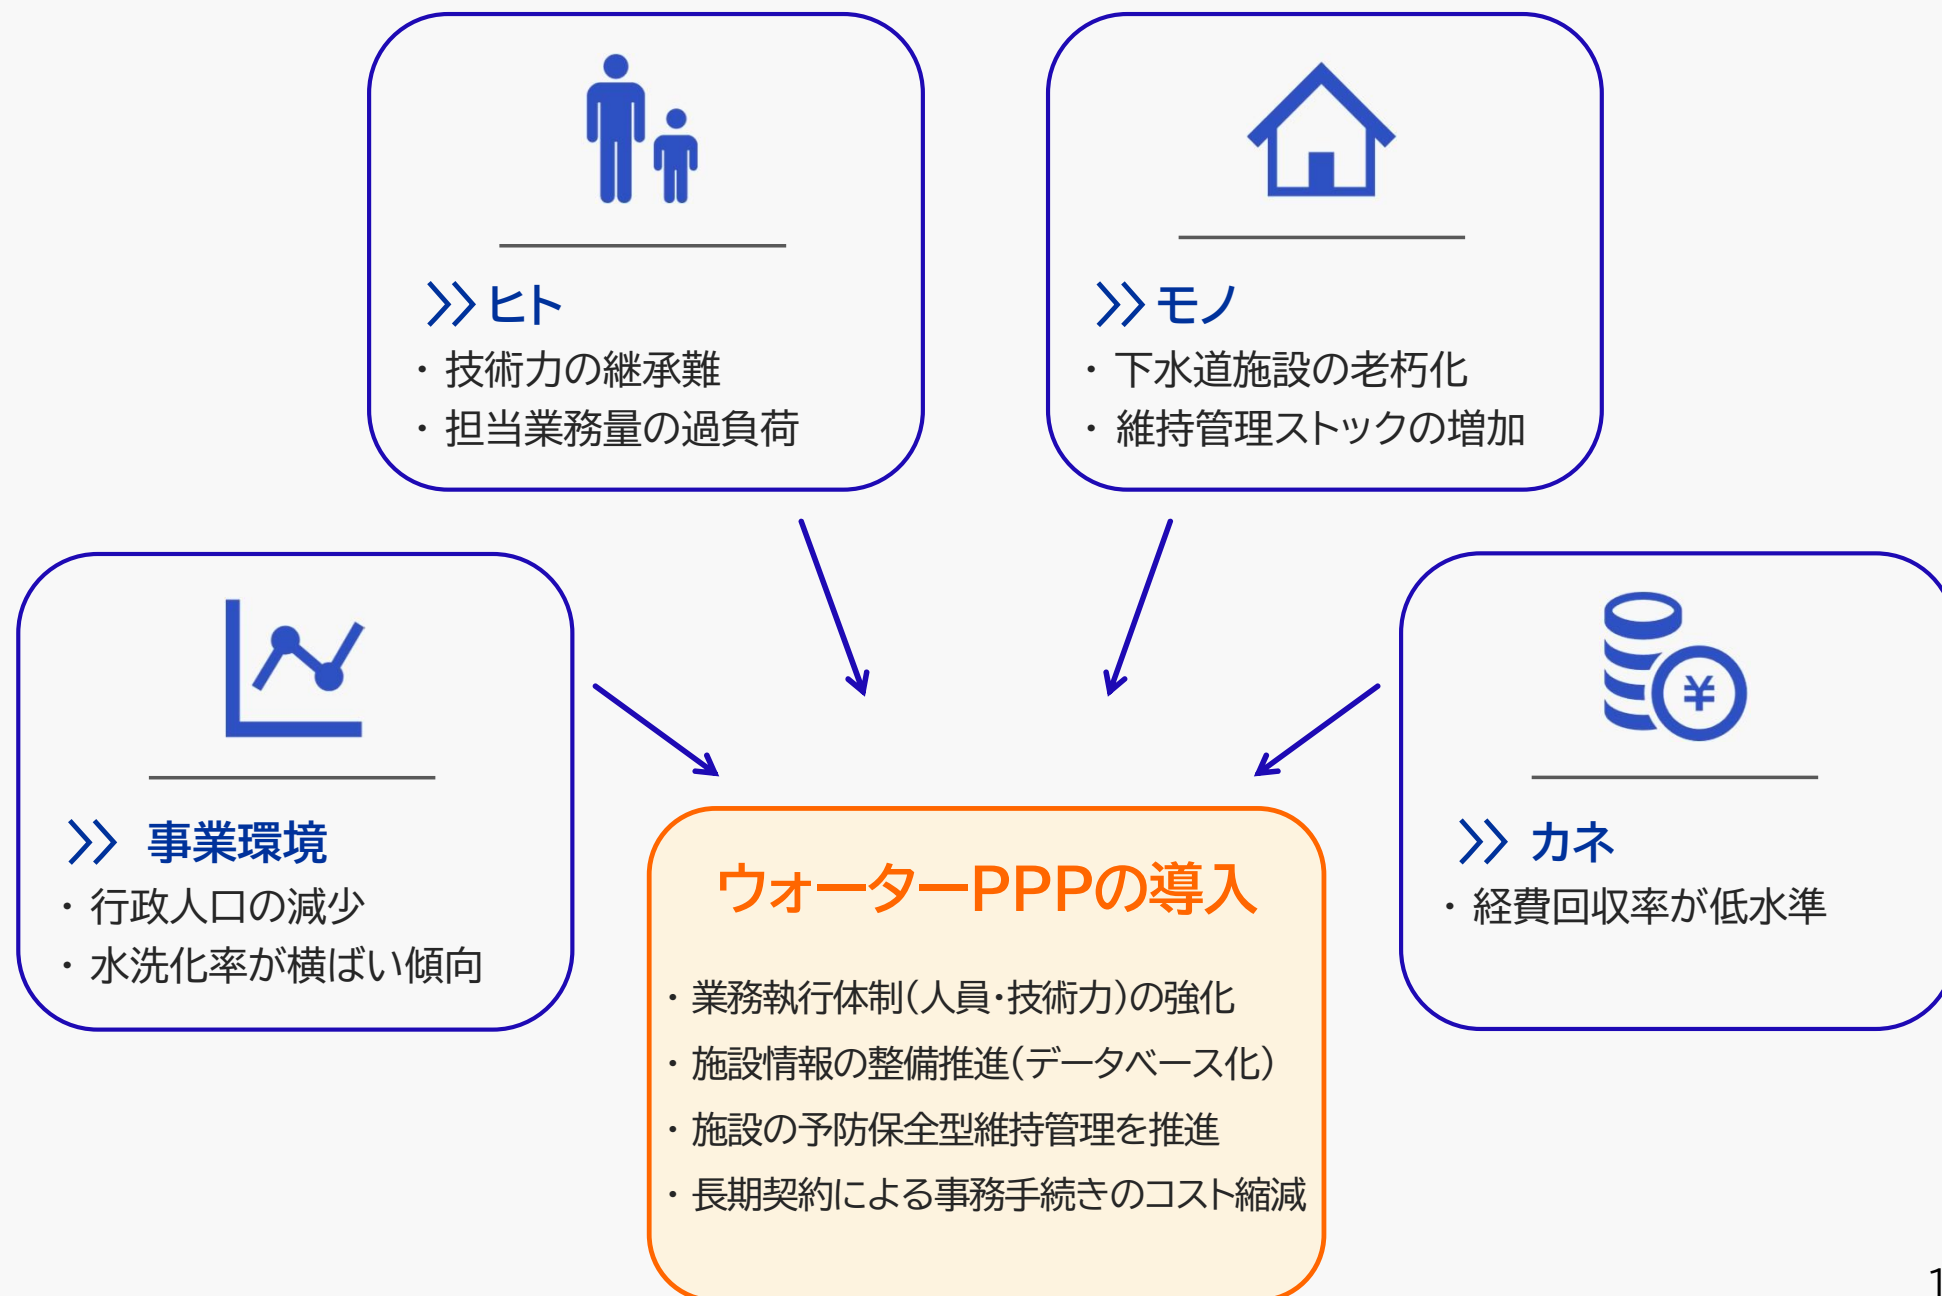 ヒト
・技術力の継承難
・担当業務量の過負荷
モノ
・下水道施設の老朽化
・維持管理ストックの増加
事業環境
・行政人口の減少
・水洗化率が横ばい傾向
¥
カネ
・経費回収率が低水準
ウォーターPPPの導入
・業務執行体制(人員・技術力)の強化
・施設情報の整備推進(データベース化)
・施設の予防保全型維持管理を推進
・長期契約による事務手続きのコスト縮減
1